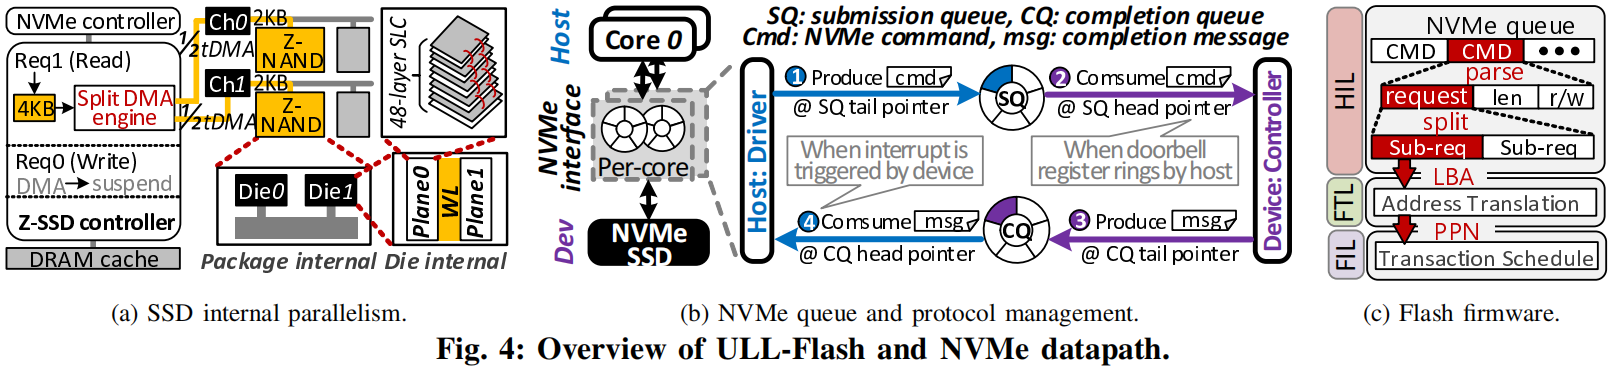 NVMe controller
Req1 (Read)
4KB
Split DMA
engine
Req0 (Write)
DMA
suspend
Z-SSD controller
DRAM cache
Ch0
2KB
½tDMA
Z-
NAND
Ch1
2KB
½tDMA
Z-
NAND
48-layer SLC
Die0
Die1
Package internal
Plane0
WL
Plane1
Die internal
(a) SSD internal parallelism.
Host
Core 0
NVMe
interface
Per-core
Dev
NVMe
SSD
SQ: submission queue, CQ: completion queue
Cmd: NVMe command, msg: completion message
Host: Driver
1 Produce cmd
@ SQ tail pointer
SQ
2 Comsume cmd
@ SQ head pointer
When interrupt is
triggered by device
When doorbell
register rings by host
4 Comsume msg
@ CQ head pointer
CQ
3 Produce msg
@ CQ tail pointer
Device: Controller
(b) NVMe queue and protocol management.
HIL
NVMe queue
CMD CMD •••
parse
request len r/w
split
Sub-req Sub-req
LBA
FTL
Address Translation
PPN
FIL
Transaction Schedule
(c) Flash firmware.
Fig. 4: Overview of ULL-Flash and NVMe datapath.